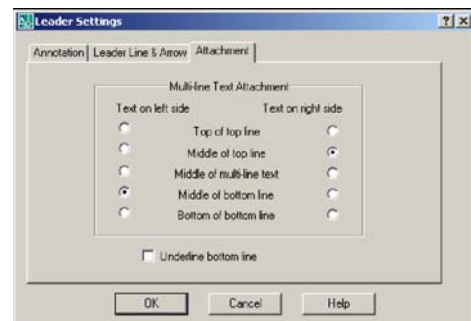 Leader Settings
Annotation Leader Line & Arrow Attachment
Multi-line Text Attachment
Text on left side Text on right side
Top of top line
Middle of top line
Middle of multi-line text
Middle of bottom line
Bottom of bottom line
Underline bottom line
OK Cancel Help